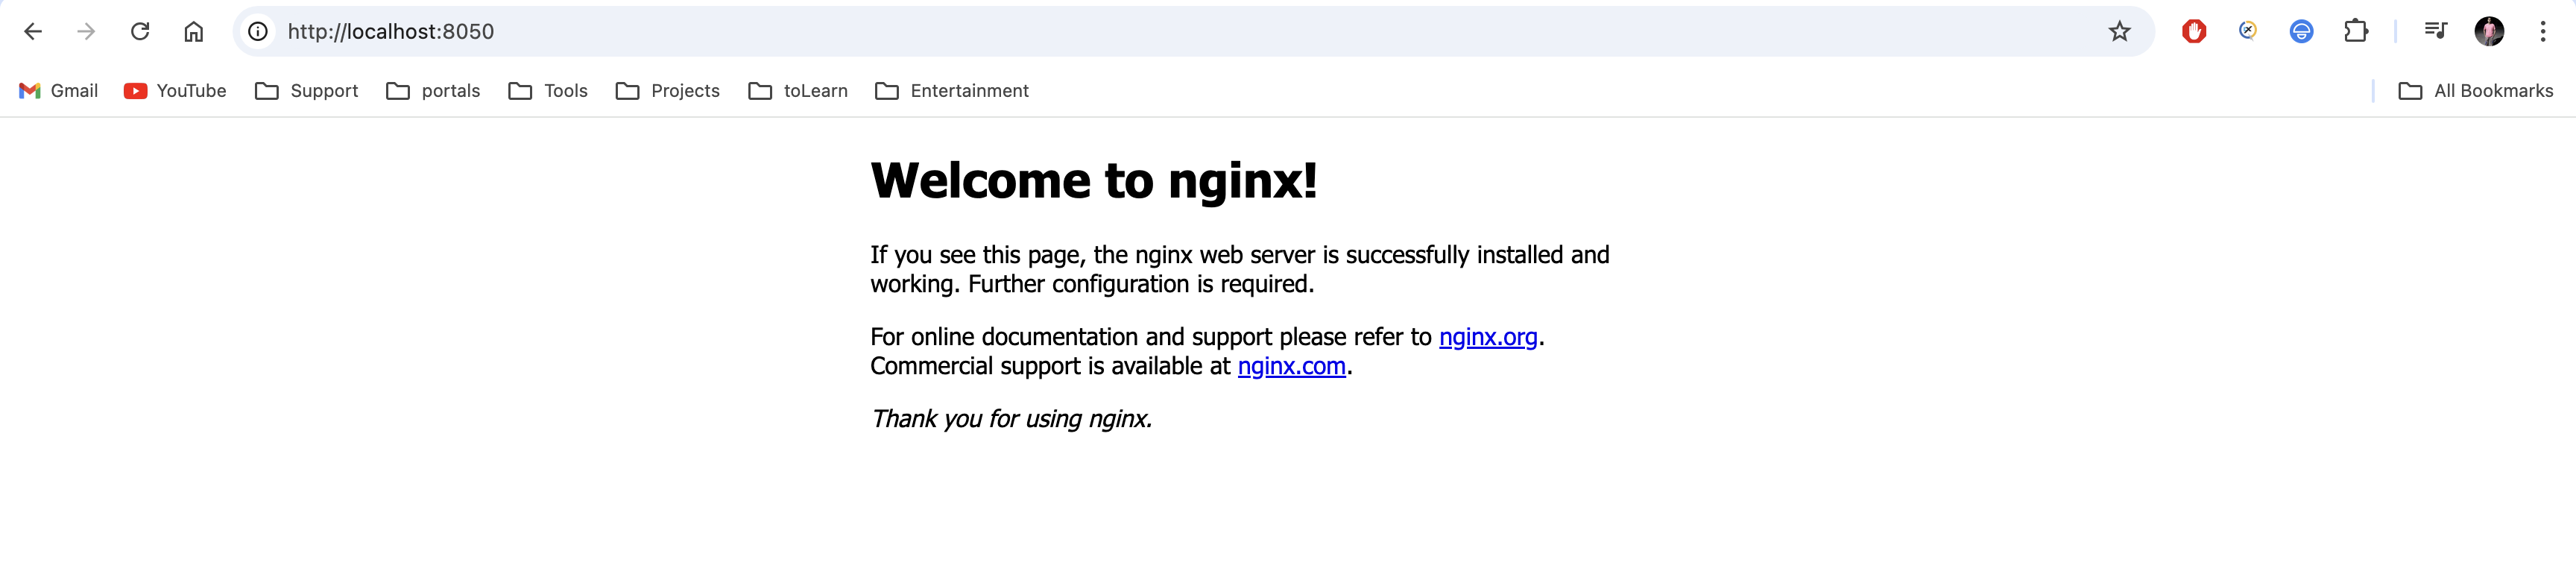 http://localhost:8050
Gmail YouTube Support portals Tools Projects toLearn Entertainment All Bookmarks
Welcome to nginx!
If you see this page, the nginx web server is successfully installed and
working. Further configuration is required.
For online documentation and support please refer to nginx.org.
Commercial support is available at nginx.com.
Thank you for using nginx.